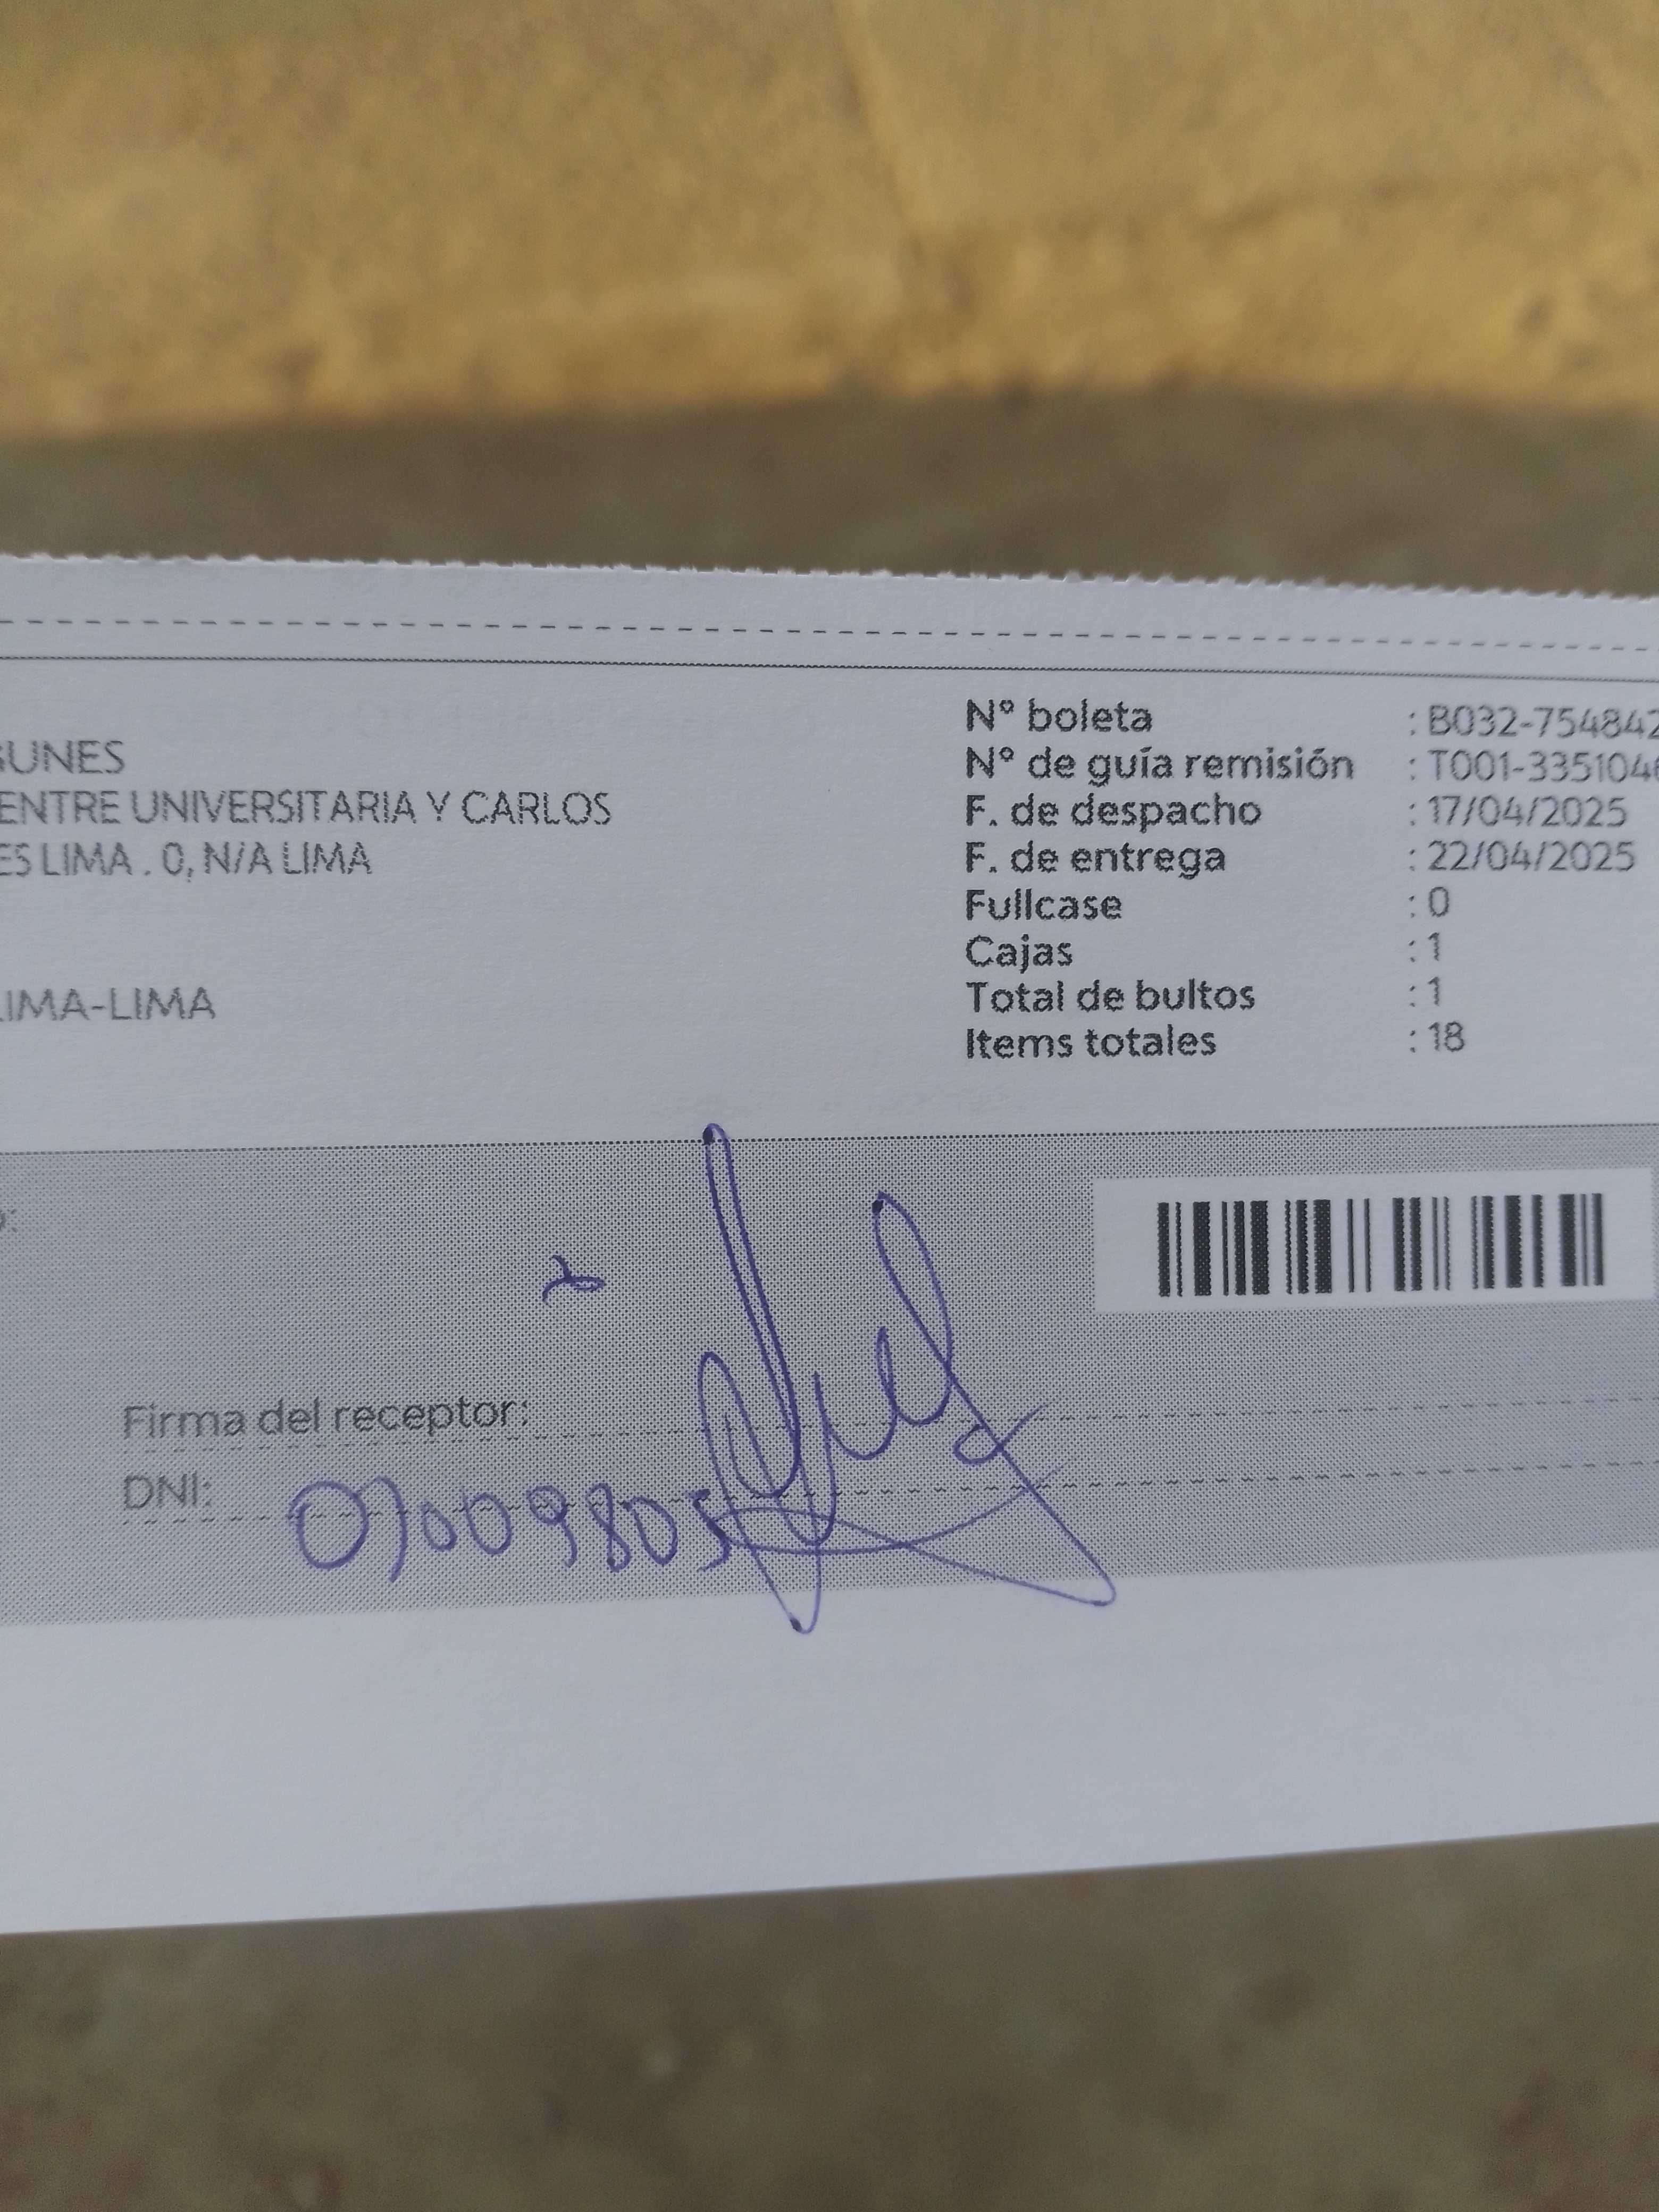 GUNES
ENTRE UNIVERSITARIA Y CARLOS
ES LIMA . 0, N/A LIMA
LIMA-LIMA
N° boleta : B032-754842
N° de guía remisión : T001-3351046
F. de despacho : 17/04/2025
F. de entrega : 22/04/2025
Fullcase : 0
Cajas : 1
Total de bultos : 1
Items totales : 18
o:
Firma del receptor:
DNI: 07009805